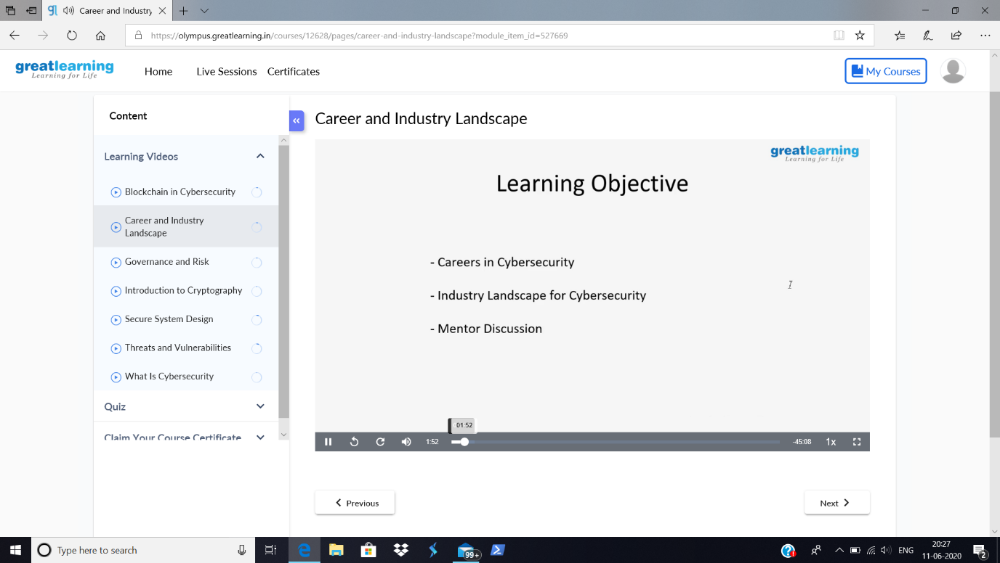 Career and Industry
https://olympus.greatlearning.in/courses/12628/pages/career-and-industry-landscape?module_item_id=527669
greatlearning
Learning for Life
Home
Live Sessions
Certificates
My Courses
Content
Learning Videos
Blockchain in Cybersecurity
Career and Industry
Landscape
Governance and Risk
Introduction to Cryptography
Secure System Design
Threats and Vulnerabilities
What Is Cybersecurity
Quiz
Claim Your Course Certificate
Career and Industry Landscape
greatlearning
Learning for Life
Learning Objective
- Careers in Cybersecurity
- Industry Landscape for Cybersecurity
- Mentor Discussion
01:52
1:52
-45:08
1x
Previous
Next
Type here to search
99+
ENG
20:27
11-06-2020
2